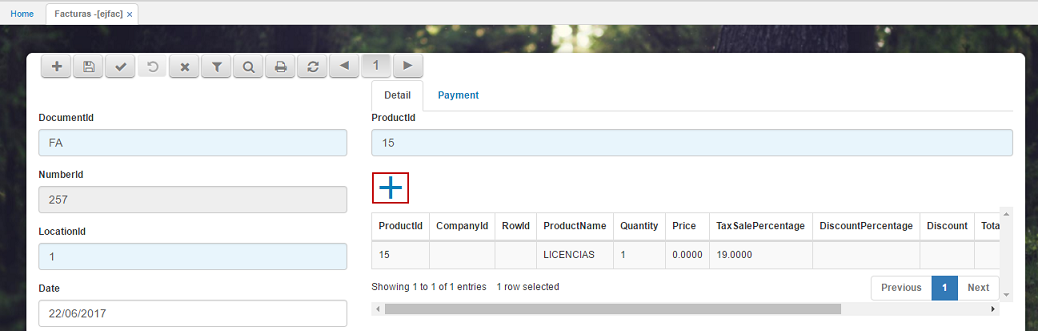 Home
Facturas -[ejfac] ×
1
Detail
Payment
DocumentId
FA
ProductId
15
NumberId
257
LocationId
1
Date
22/06/2017
ProductId CompanyId RowId ProductName Quantity Price TaxSalePercentage DiscountPercentage Discount Tota
15 LICENCIAS 1 0.0000 19.0000
Showing 1 to 1 of 1 entries 1 row selected
Previous 1 Next